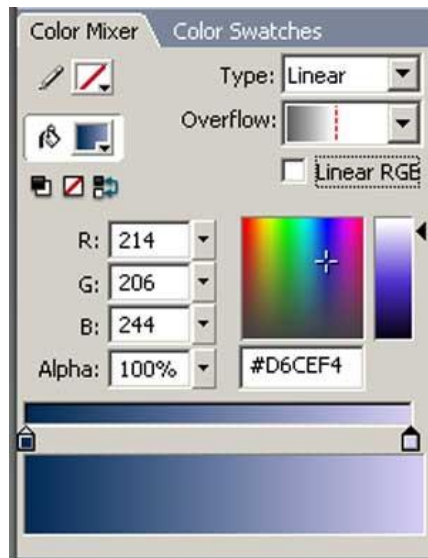 Color Mixer Color Swatches
Type: Linear
Overflow:
Linear RGB
R: 214
G: 206
B: 244
Alpha: 100% #D6CEF4